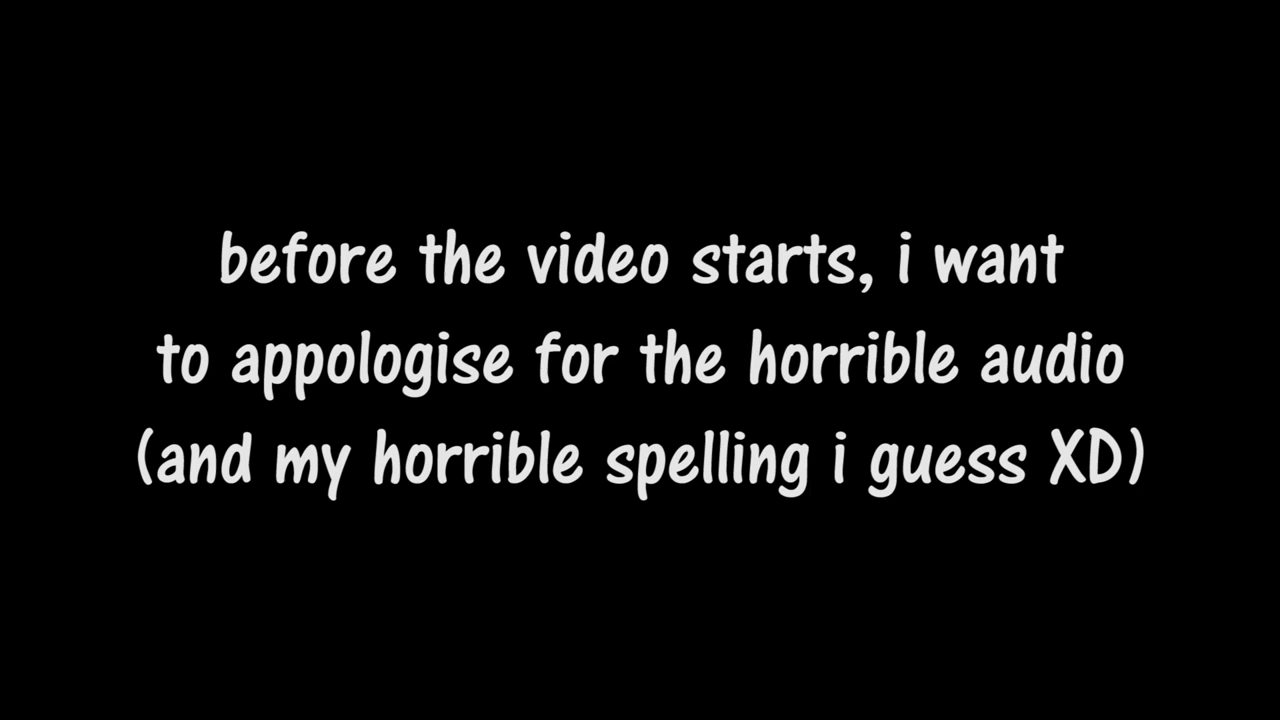 before the video starts, i want
to appologise for the horrible audio
(and my horrible spelling i guess XD)